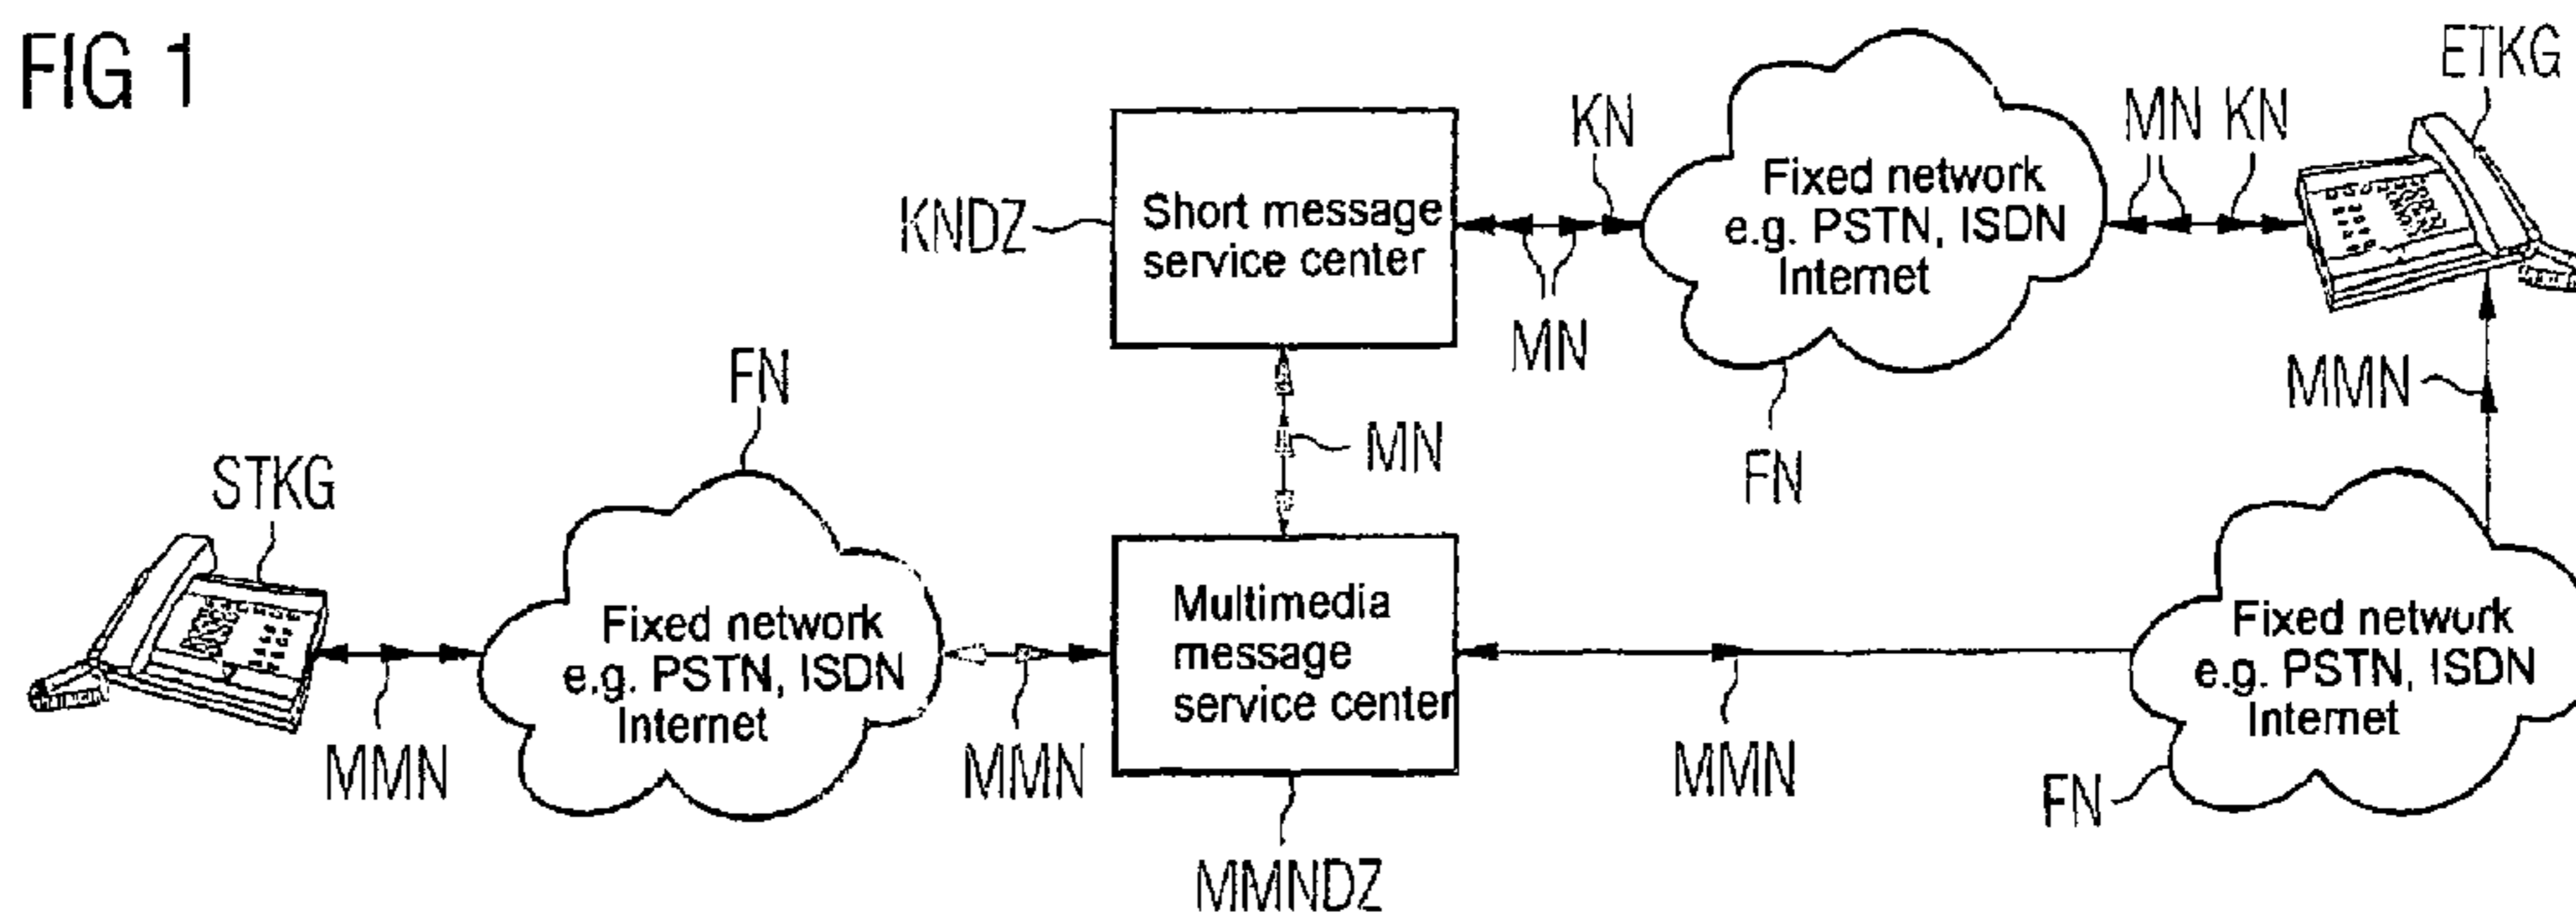 FIG 1
ETKG
KN
MN KN
KNDZ
Short message
service center
Fixed network
e.g. PSTN, ISDN
Internet
MN
FN
MMN
MN
FN
STKG
Fixed network
e.g. PSTN, ISDN
Internet
Multimedia
message
service center
Fixed network
e.g. PSTN, ISDN
Internet
MMN
MMN
MMN
FN
MMNDZ